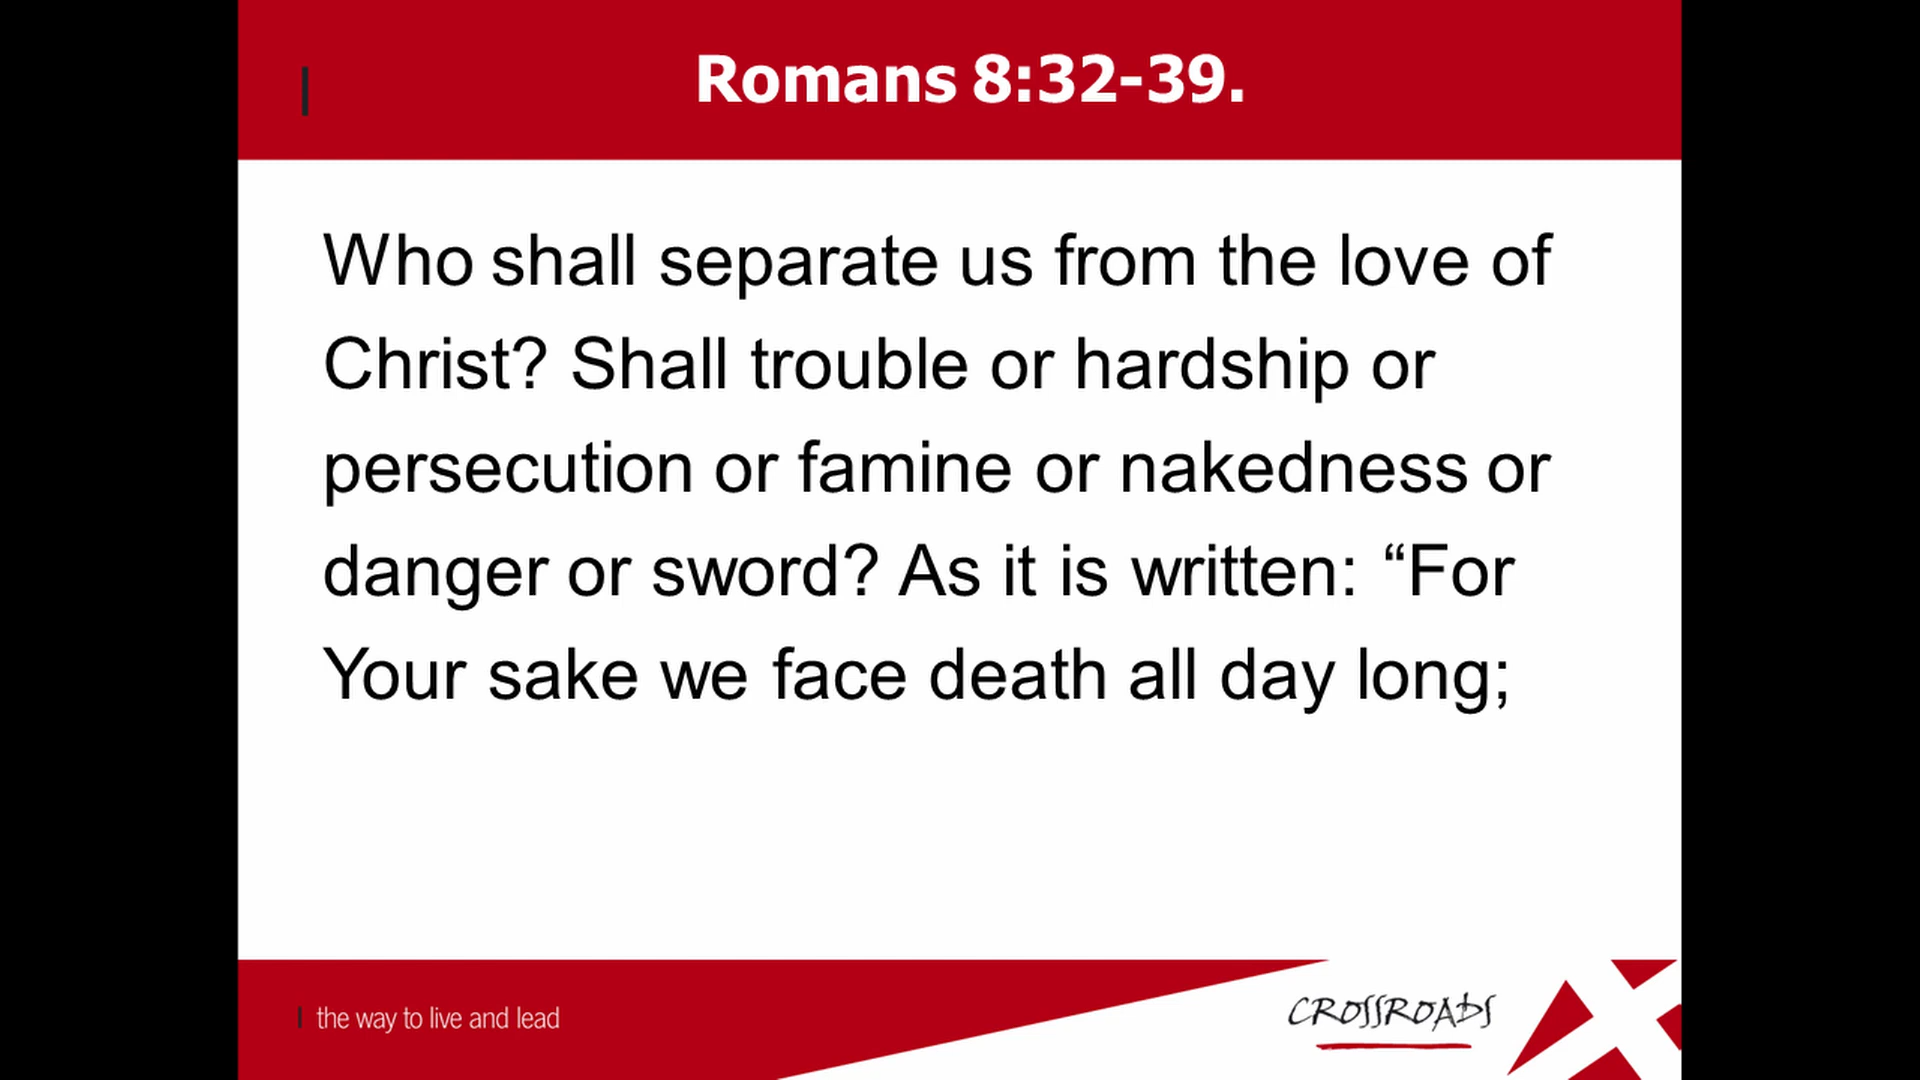 Romans 8:32-39.
Who shall separate us from the love of
Christ? Shall trouble or hardship or
persecution or famine or nakedness or
danger or sword? As it is written: “For
Your sake we face death all day long;
the way to live and lead
CROSSROADS